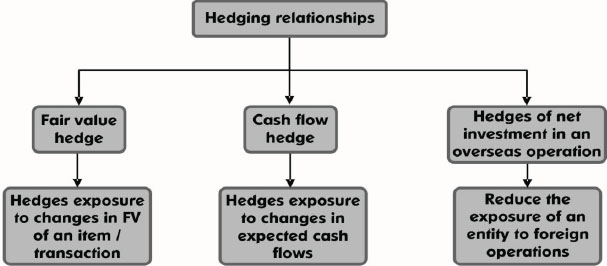 Hedging relationships
Fair value
hedge
Cash flow
hedge
Hedges of net
investment in an
overseas operation
Hedges exposure
to changes in FV
of an item /
transaction
Hedges exposure
to changes in
expected cash
flows
Reduce the
exposure of an
entity to foreign
operations